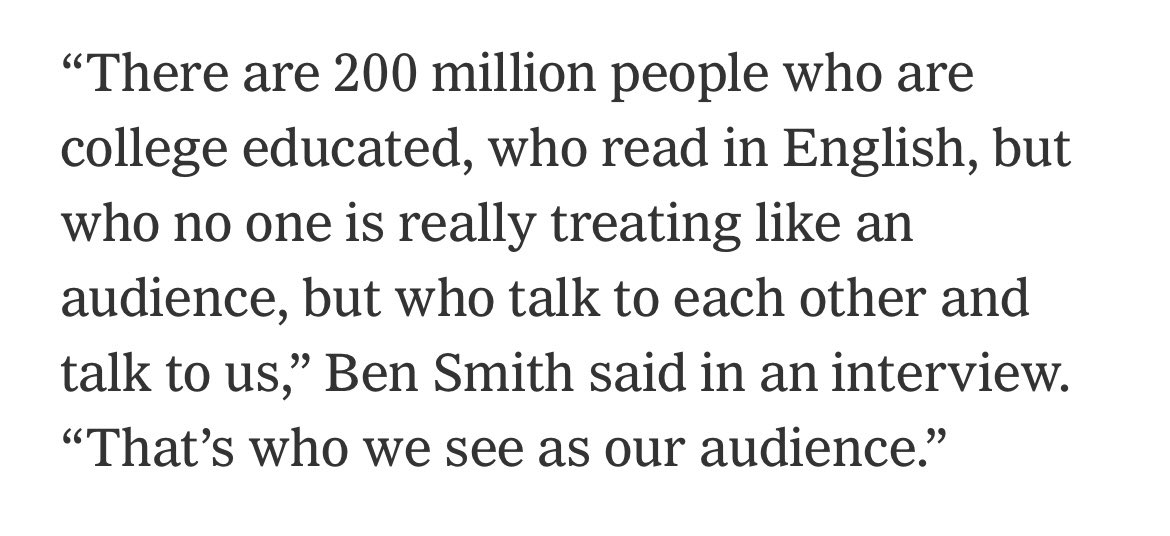 “There are 200 million people who are
college educated, who read in English, but
who no one is really treating like an
audience, but who talk to each other and
talk to us,” Ben Smith said in an interview.
“That’s who we see as our audience.”